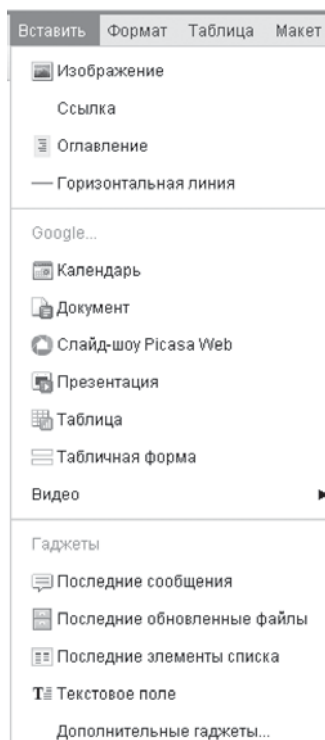 Вставить Формат Таблица Макет
Изображение
Ссылка
Оглавление
Горизонтальная линия
Google...
Календарь
Документ
Слайд-шоу Picasa Web
Презентация
Таблица
Табличная форма
Видео
Гаджеты
Последние сообщения
Последние обновленные файлы
Последние элементы списка
Текстовое поле
Дополнительные гаджеты...